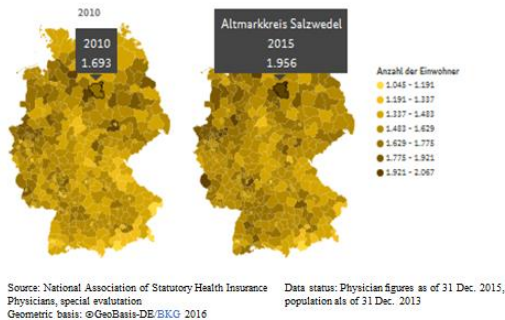 2010
2010
1.693
Altmarkkreis Salzwedel
2015
1.956
Anzahl der Einwohner
1.045 - 1.191
1.191 - 1.337
1.337 - 1.483
1.483 - 1.629
1.629 - 1.775
1.775 - 1.921
1.921 - 2.067
Source: National Association of Statutory Health Insurance
Physicians, special evalutation
Geometric basis: ©GeoBasis-DE/BKG 2016
Data status: Physician figures as of 31 Dec. 2015,
population als of 31 Dec. 2013